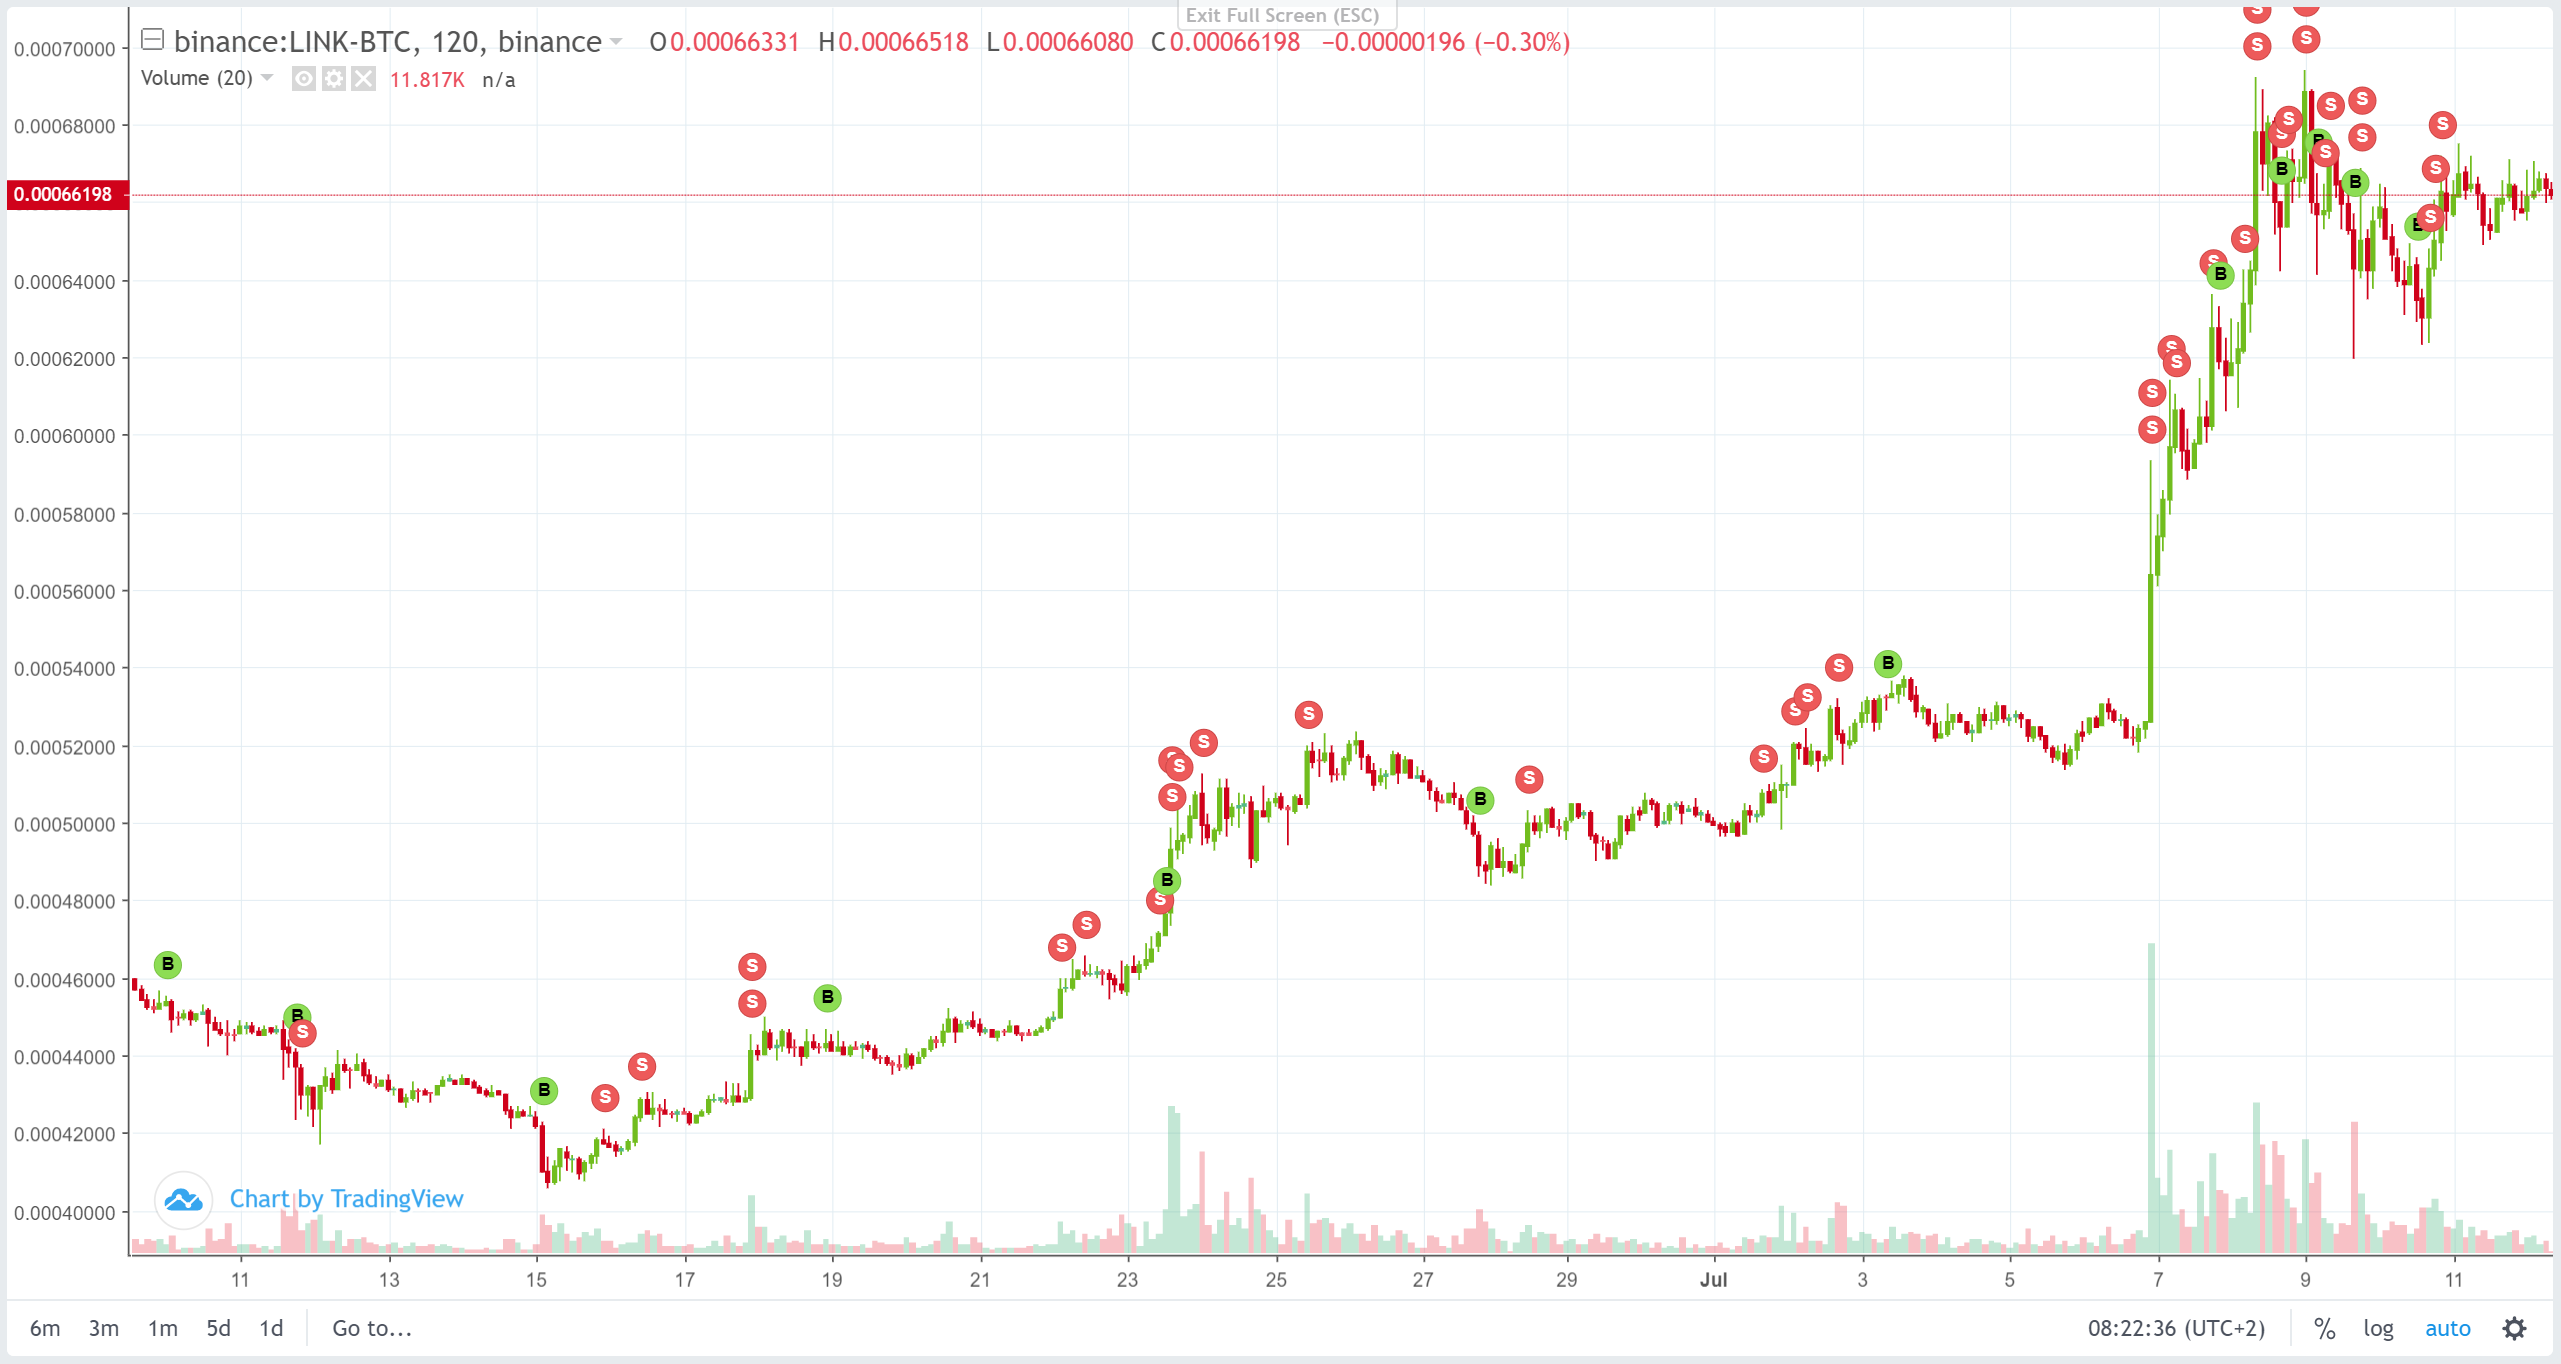 Exit Full Screen (ESC)
binance:LINK-BTC, 120, binance O0.00066331 H0.00066518 L0.00066080 C0.00066198 −0.00000196 (−0.30%)
Volume (20) 11.817K n/a
0.00070000
0.00068000
0.00066198
0.00064000
0.00062000
0.00060000
0.00058000
0.00056000
0.00054000
0.00052000
0.00050000
0.00048000
0.00046000
0.00044000
0.00042000
0.00040000
B
B
S
B
S
S
S
S
B
S
S
S
B
S
S
S
S
S
B
S
S
S
S
S
B
S
S
S
S
S
B
S
S
S
S
S
S
S
B
B
S
S
S
S
B
B
S
S
S
Chart by TradingView
11 13 15 17 19 21 23 25 27 29 Jul 3 5 7 9 11
6m 3m 1m 5d 1d Go to... 08:22:36 (UTC+2) % log auto